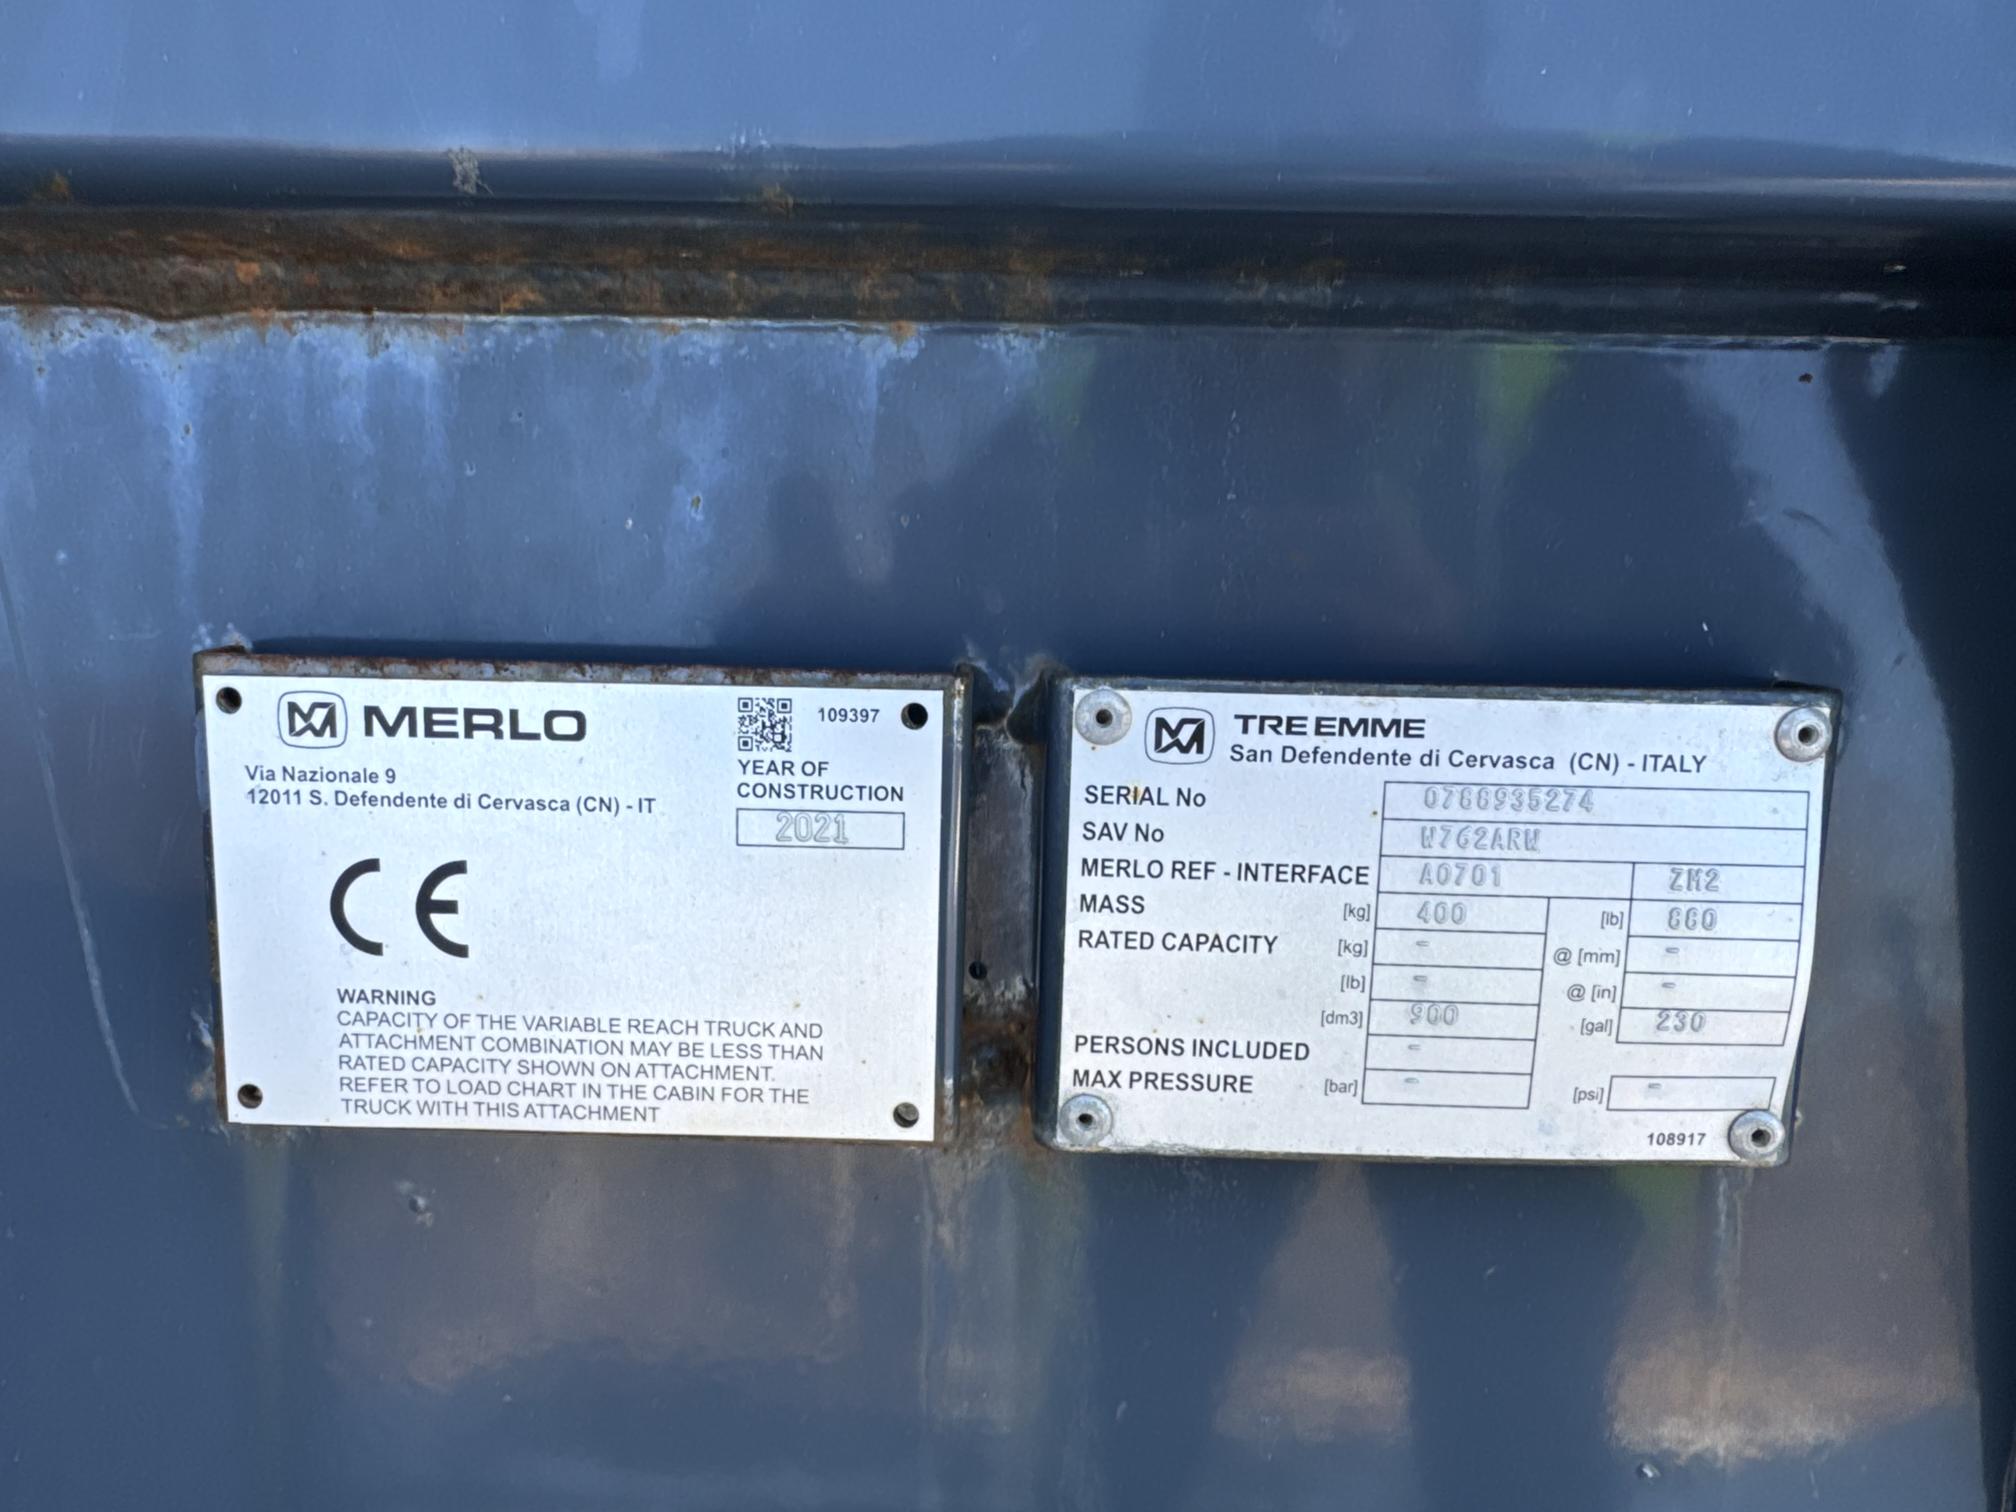 MERLO
109397
Via Nazionale 9
12011 S. Defendente di Cervasca (CN) - IT
YEAR OF
CONSTRUCTION
2021
CE
WARNING
CAPACITY OF THE VARIABLE REACH TRUCK AND
ATTACHMENT COMBINATION MAY BE LESS THAN
RATED CAPACITY SHOWN ON ATTACHMENT.
REFER TO LOAD CHART IN THE CABIN FOR THE
TRUCK WITH THIS ATTACHMENT
TRE EMME
San Defendente di Cervasca (CN) - ITALY
SERIAL No
SAV No W762ARW
MERLO REF - INTERFACE A0701 ZM2
MASS [kg] 400 [lb]
RATED CAPACITY [kg] - @ [mm] -
[lb] - @ [in] -
[dm3] 900 [gal] 230
PERSONS INCLUDED -
MAX PRESSURE [bar] - [psi] -
108917